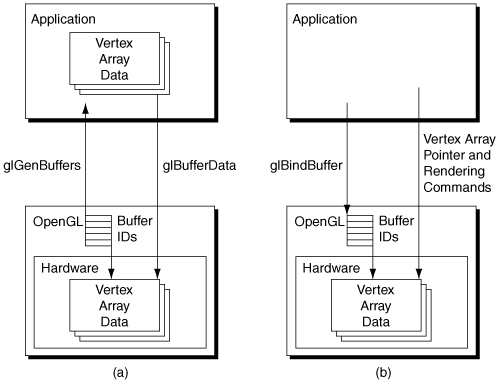 Application
Vertex
Array
Data
glGenBuffers
glBufferData
OpenGL
Buffer
IDs
Hardware
Vertex
Array
Data
(a)
Application
glBindBuffer
Vertex Array
Pointer and
Rendering
Commands
OpenGL
Buffer
IDs
Hardware
Vertex
Array
Data
(b)